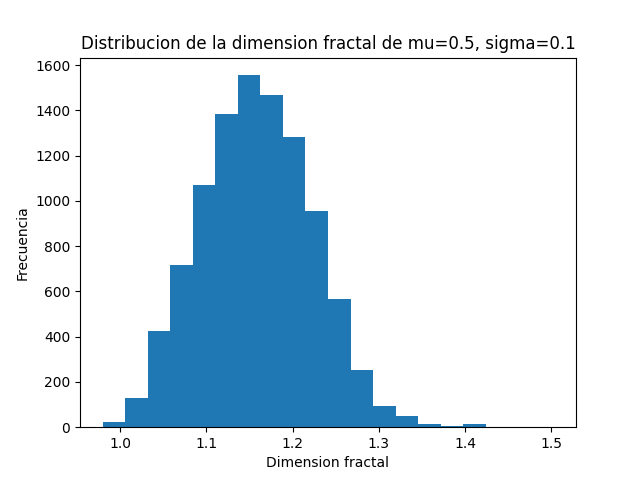 Distribucion de la dimension fractal de mu=0.5, sigma=0.1
1600
1400
1200
1000
800
600
400
200
0
Frecuencia
1.0 1.1 1.2 1.3 1.4 1.5
Dimension fractal